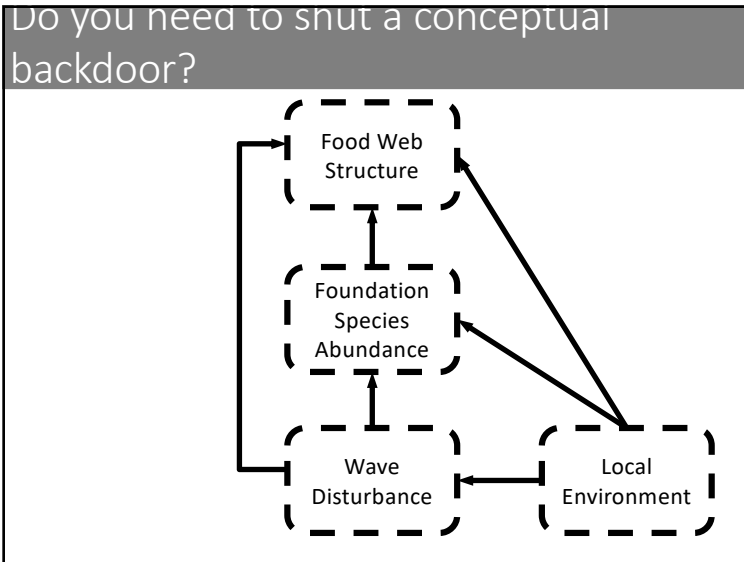 Do you need to shut a conceptual
backdoor?
Food Web
Structure
Foundation
Species
Abundance
Wave
Disturbance
Local
Environment